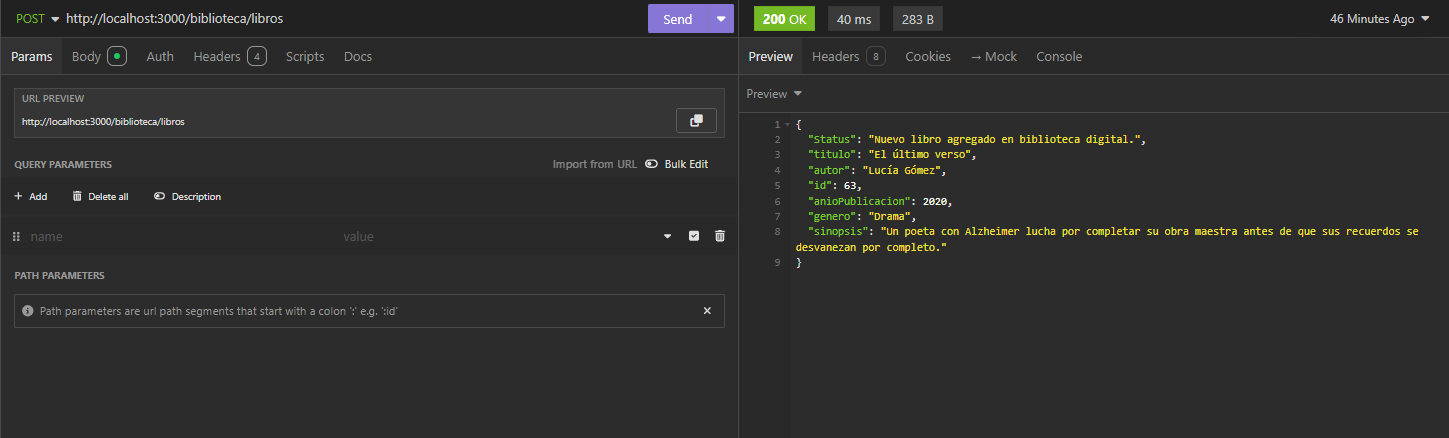 POST http://localhost:3000/biblioteca/libros Send
Params Body Auth Headers 4 Scripts Docs
URL PREVIEW
http://localhost:3000/biblioteca/libros
QUERY PARAMETERS Import from URL Bulk Edit
+ Add Delete all Description
name value
PATH PARAMETERS
Path parameters are url path segments that start with a colon ':' e.g. ':id'
200 OK 40 ms 283 B 46 Minutes Ago
Preview Headers 8 Cookies → Mock Console
Preview
1 {
2 "Status": "Nuevo libro agregado en biblioteca digital.",
3 "titulo": "El último verso",
4 "autor": "Lucía Gómez",
5 "id": 63,
6 "anioPublicacion": 2020,
7 "genero": "Drama",
8 "sinopsis": "Un poeta con Alzheimer lucha por completar su obra maestra antes de que sus recuerdos se
desvanezan por completo."
9 }